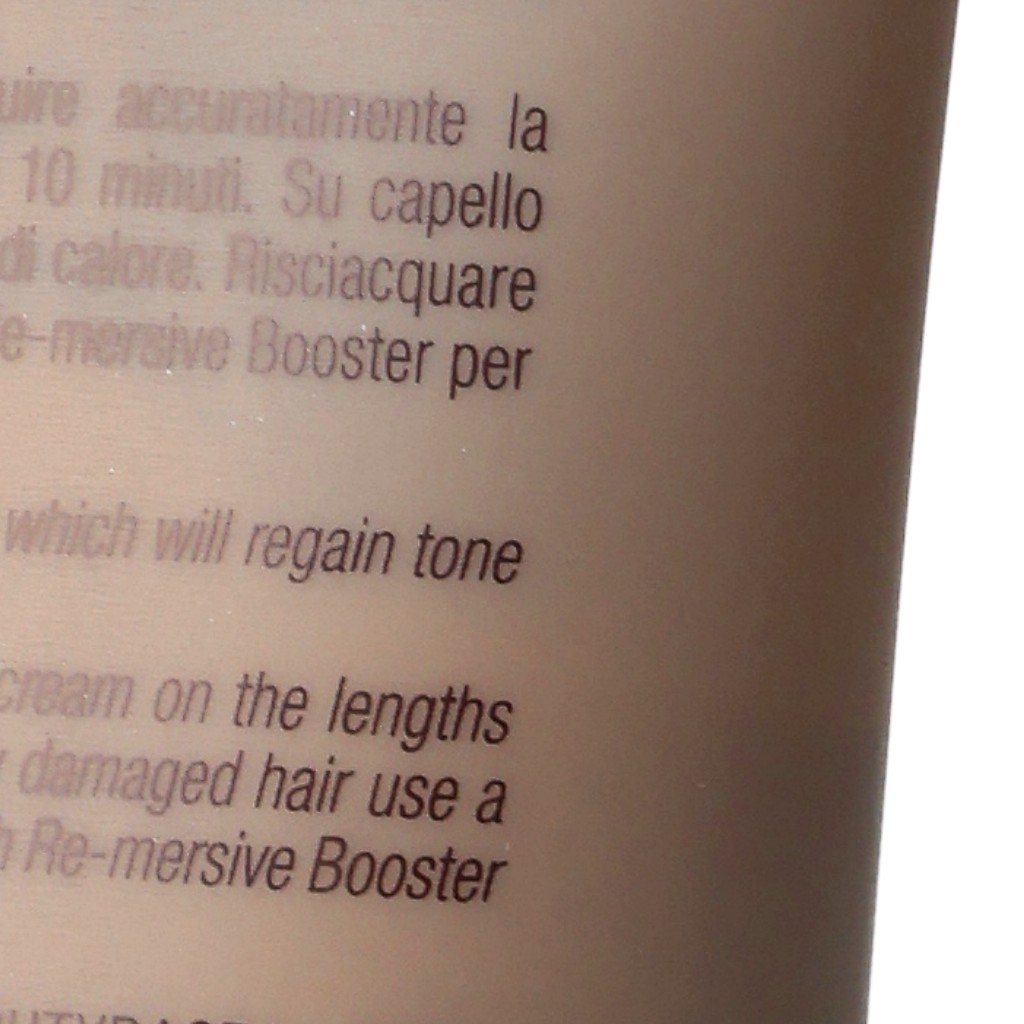 accuratamente la
10 minuti. Su capello
di calore. Risciacquare
Re-mersive Booster per
which will regain tone
cream on the lengths
damaged hair use a
Re-mersive Booster